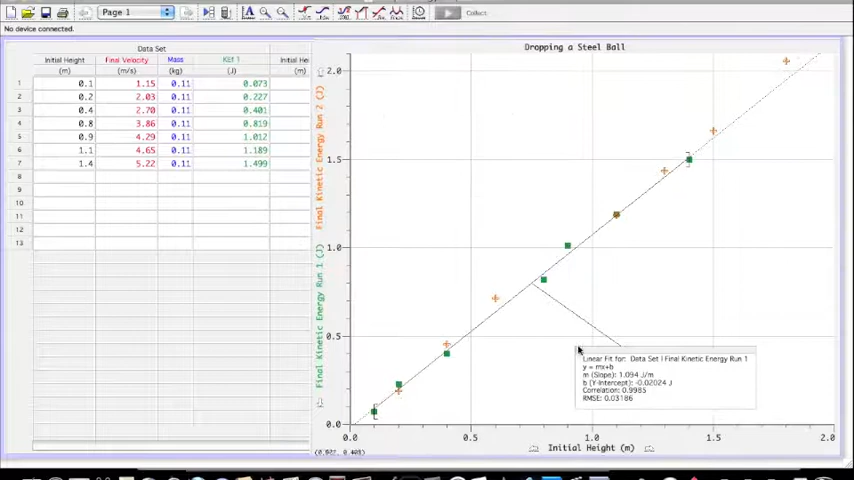 Page 1
Collect
No device connected.
Data Set
Initial Height Final Velocity Mass KEf 1 Initial Hei
(m) (m/s) (kg) (J) (m)
1 0.1 1.15 0.11 0.073
2 0.2 2.03 0.11 0.227
3 0.4 2.70 0.11 0.401
4 0.8 3.86 0.11 0.819
5 0.9 4.29 0.11 1.012
6 1.1 4.65 0.11 1.189
7 1.4 5.22 0.11 1.499
8
9
10
11
12
13
Dropping a Steel Ball
Final Kinetic Energy Run 2 (J)
Final Kinetic Energy Run 1 (J)
2.0
1.5
1.0
0.5
0.0
Linear Fit for: Data Set | Final Kinetic Energy Run 1
y = mx+b
m (Slope): 1.094 J/m
b (Y-Intercept): -0.02024 J
Correlation: 0.9985
RMSE: 0.03186
0.0 0.5 1.0 1.5 2.0
Initial Height (m)